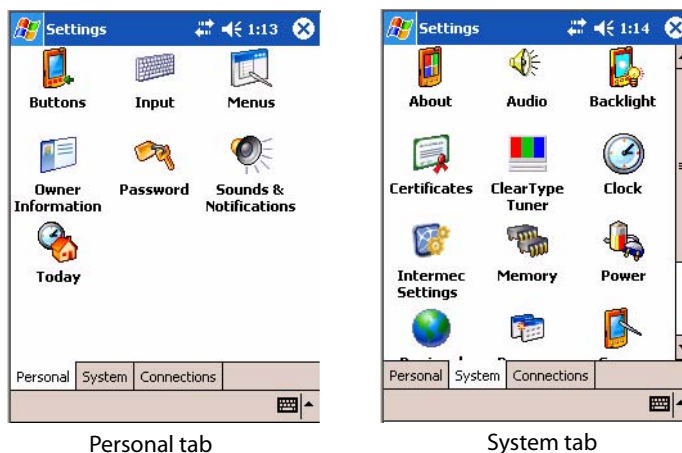 Settings 1:13
Buttons Input Menus
Owner Information Password Sounds & Notifications
Today
Personal System Connections
Personal tab
Settings 1:14
About Audio Backlight
Certificates ClearType Tuner Clock
Intermec Settings Memory Power
Personal System Connections
System tab